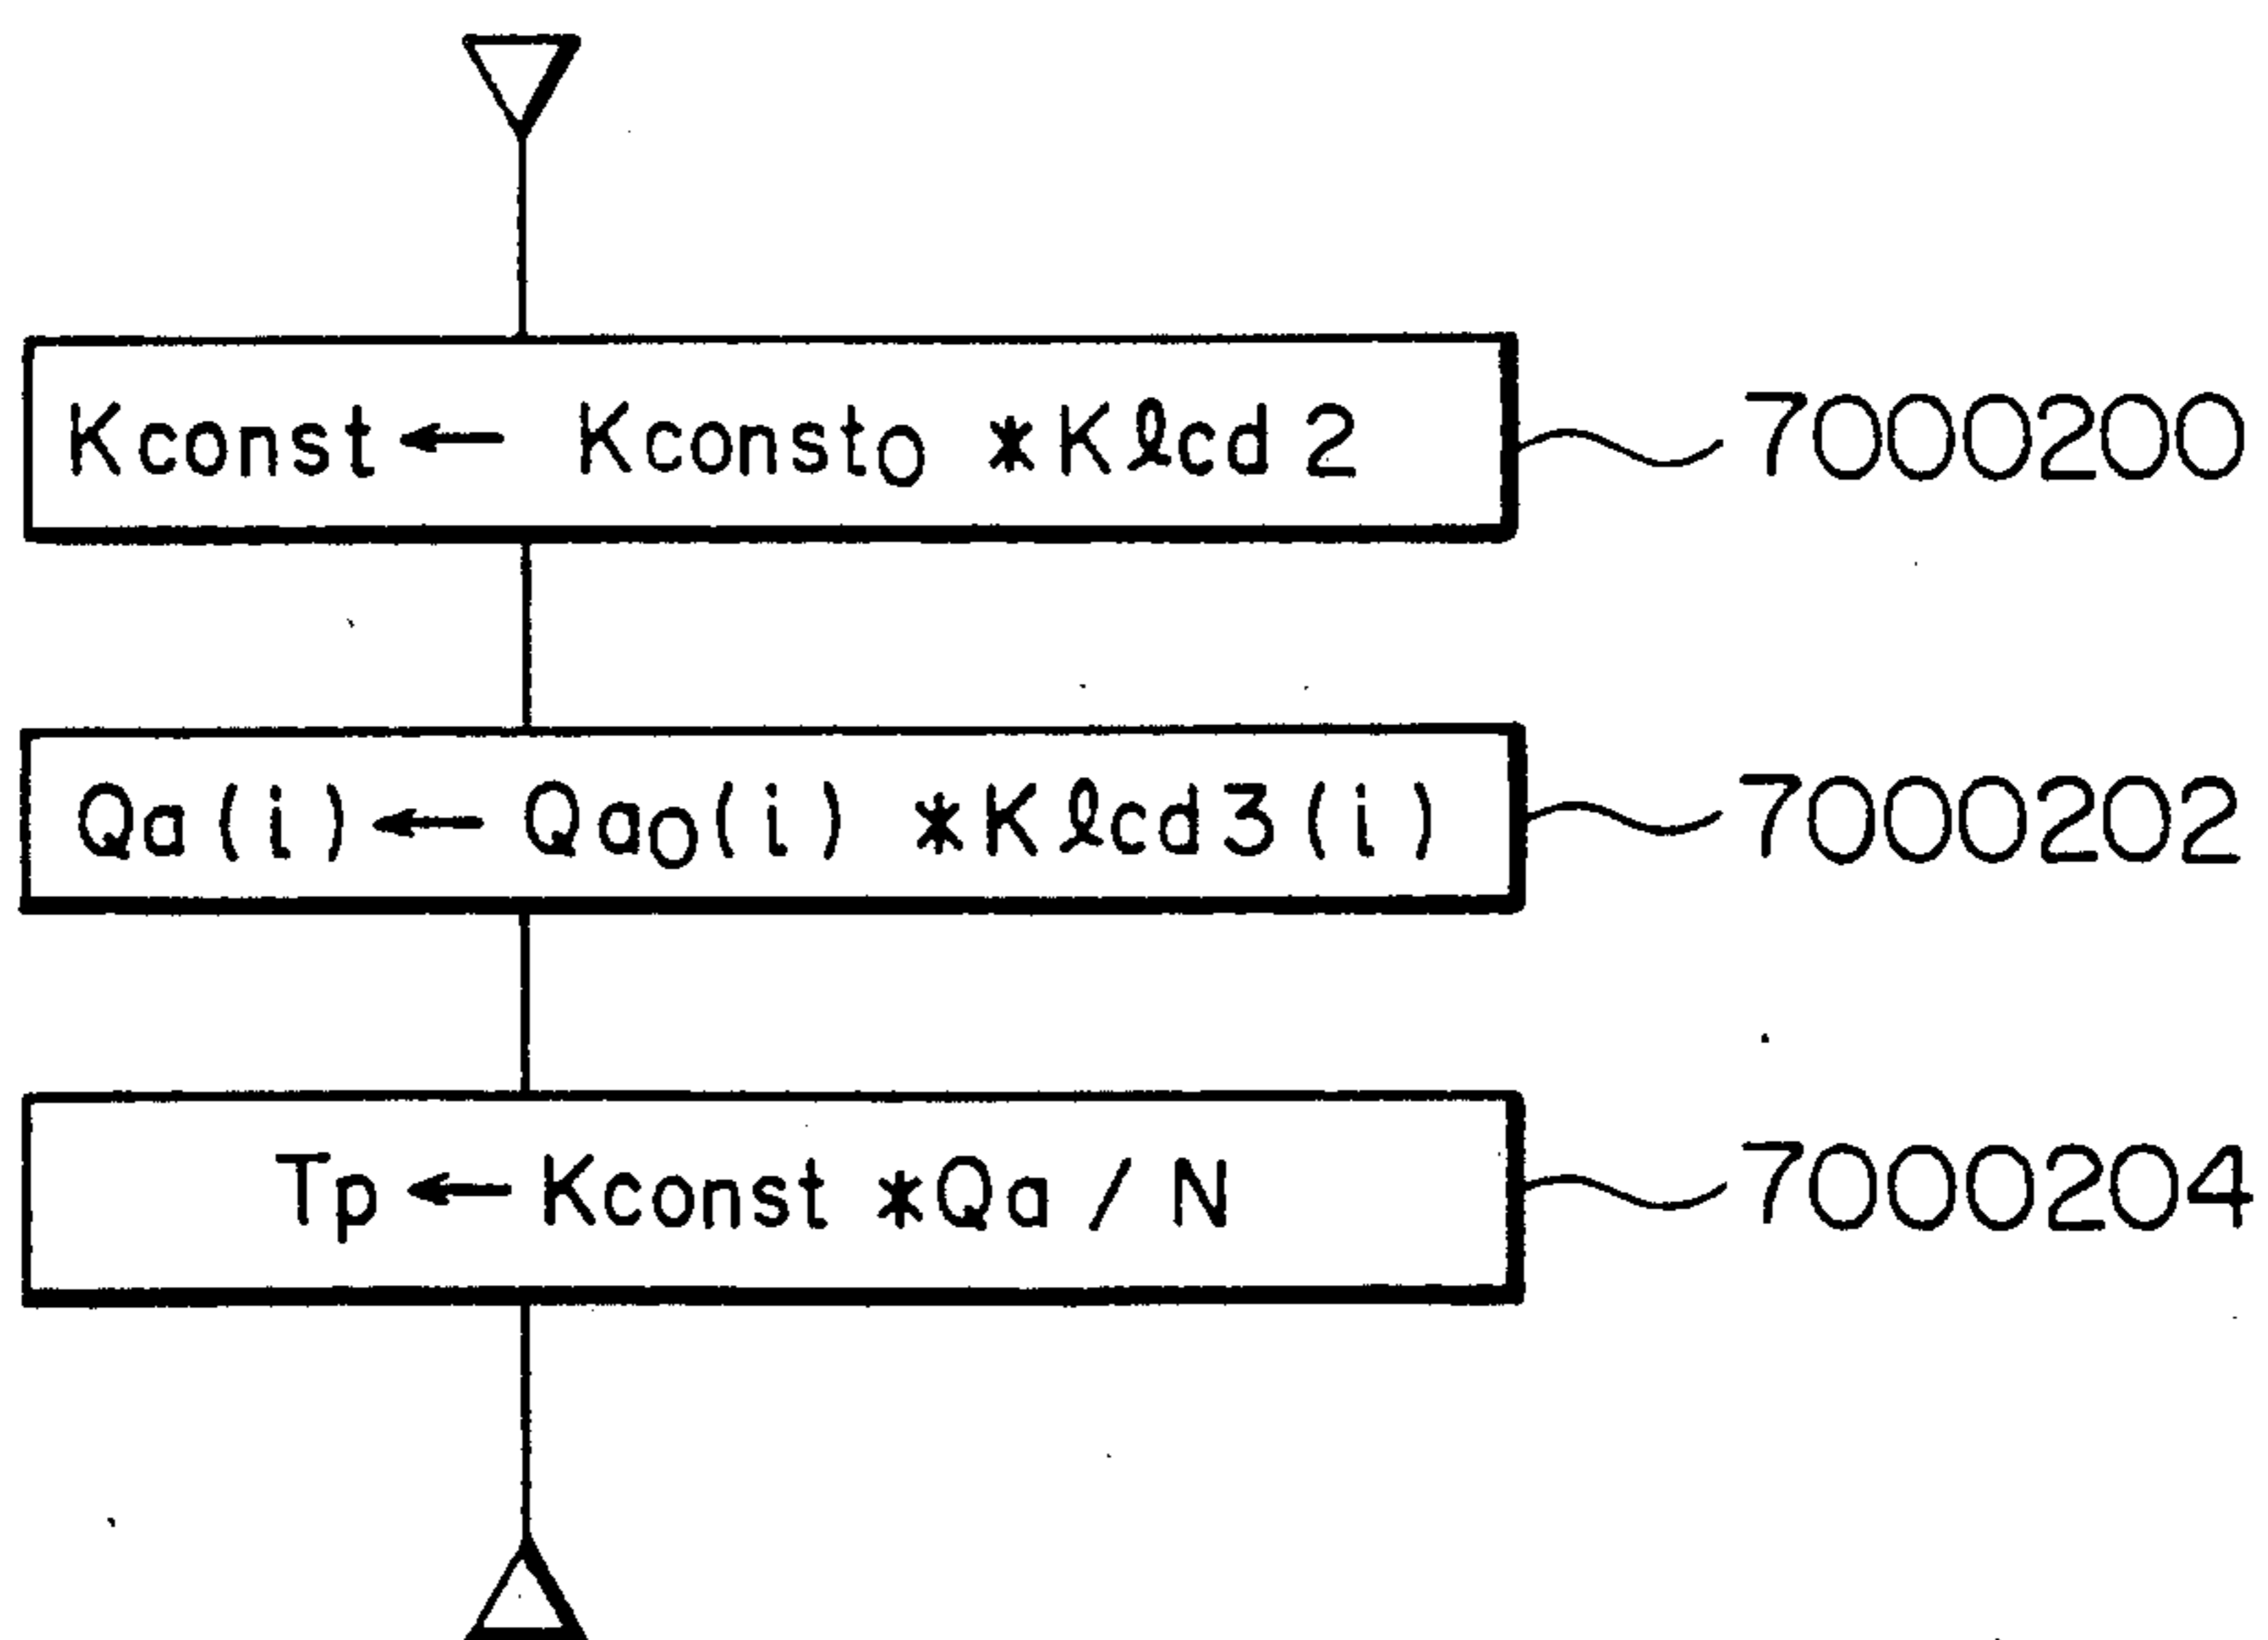 Kconst ← Kconst₀ *Kℓcd 2 7000200
Qa(i) ← Qa₀(i) *Kℓcd3(i) 7000202
Tp ← Kconst *Qa / N 7000204